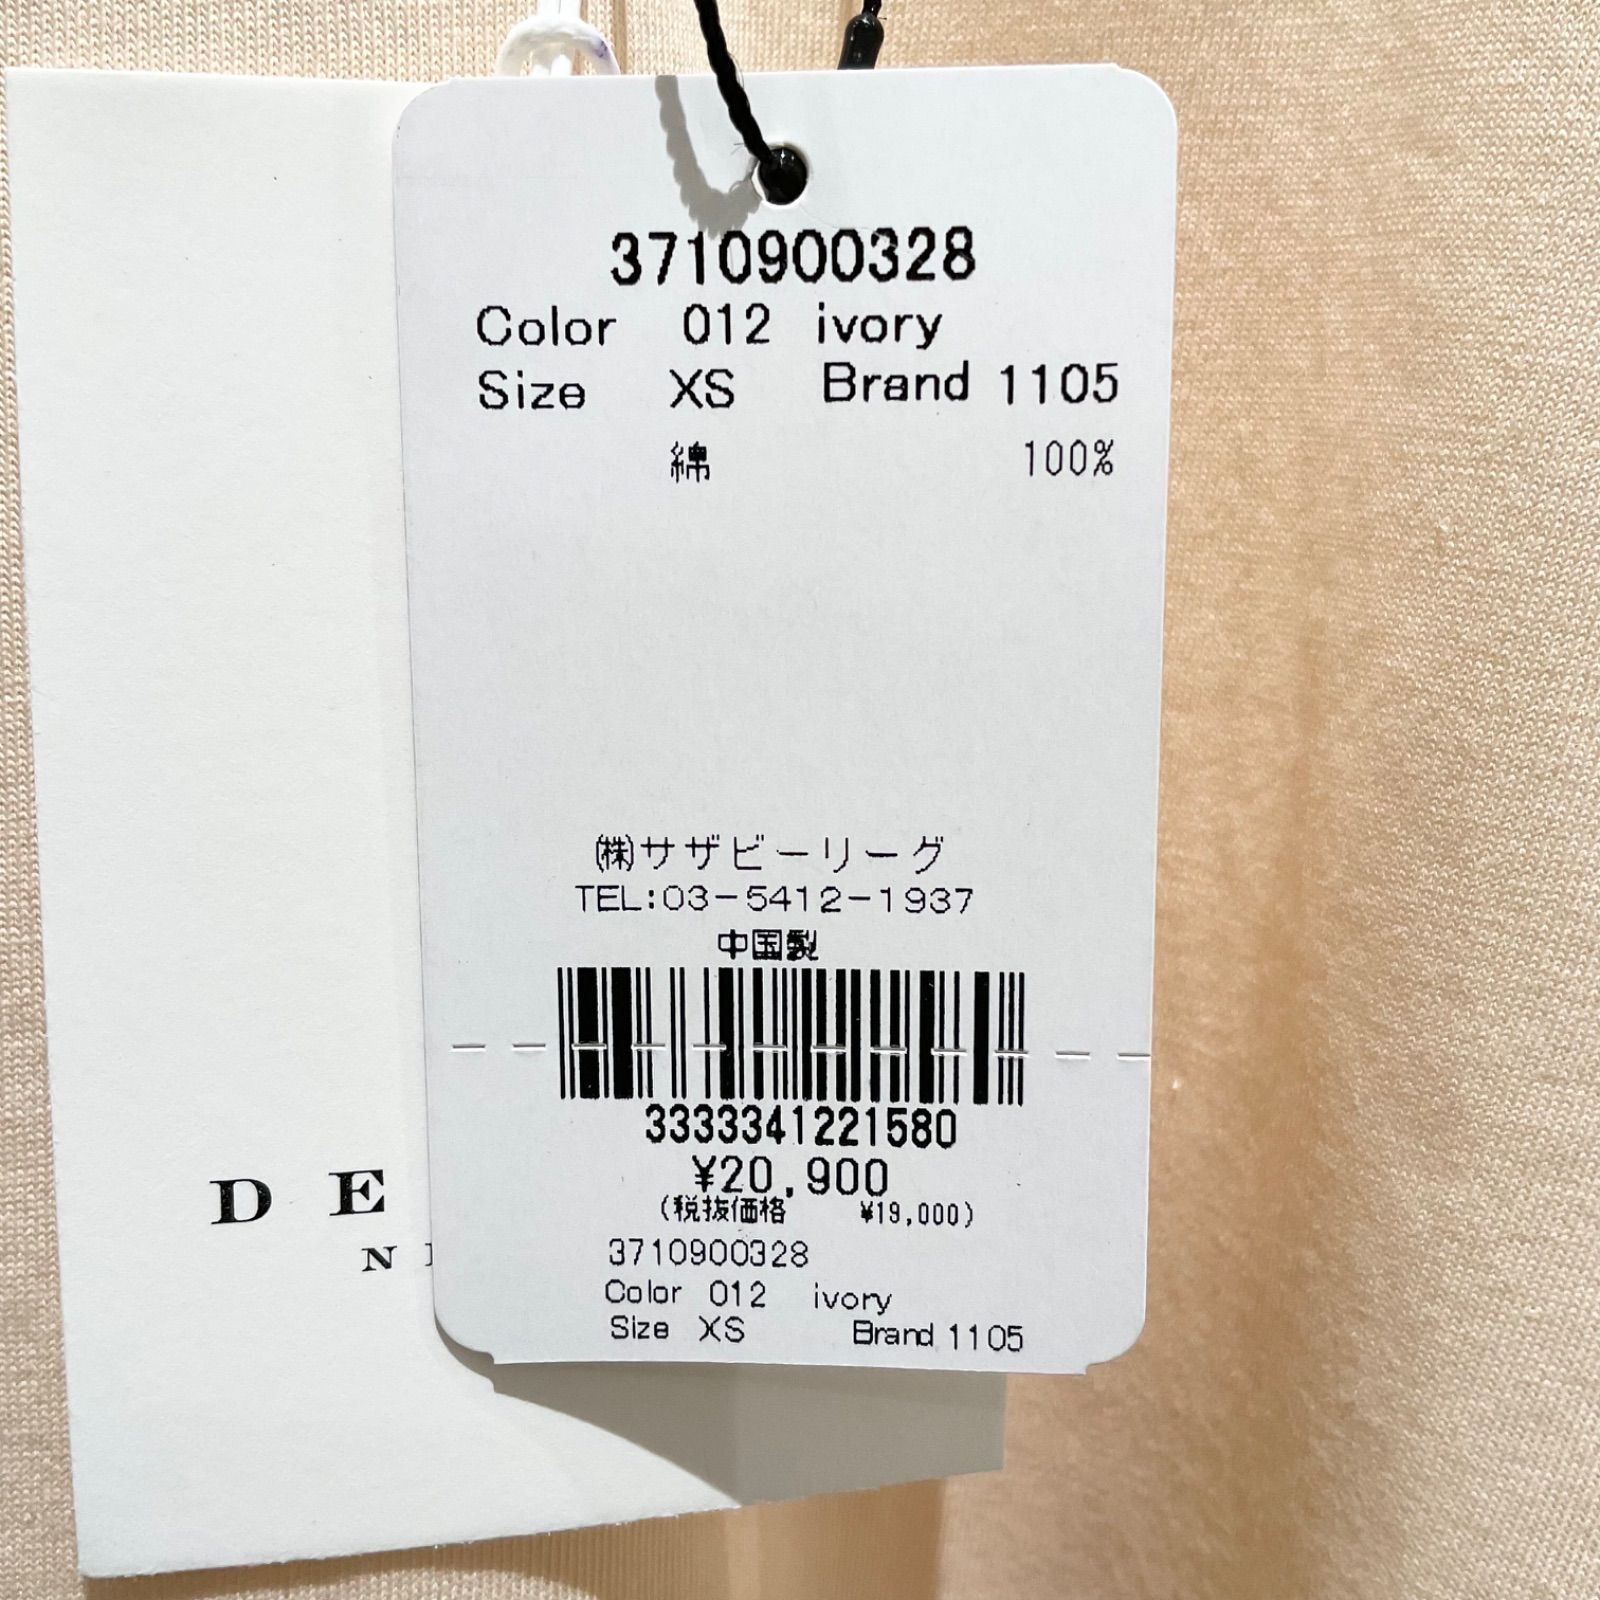 3710900328
Color 012 ivory
Size XS Brand 1105
綿 100%
㈱サザビーリーグ
TEL:03-5412-1937
中国製
3333341221580
¥20,900
(税抜価格 ¥19,000)
3710900328
Color 012 ivory
Size XS Brand 1105
DE
N